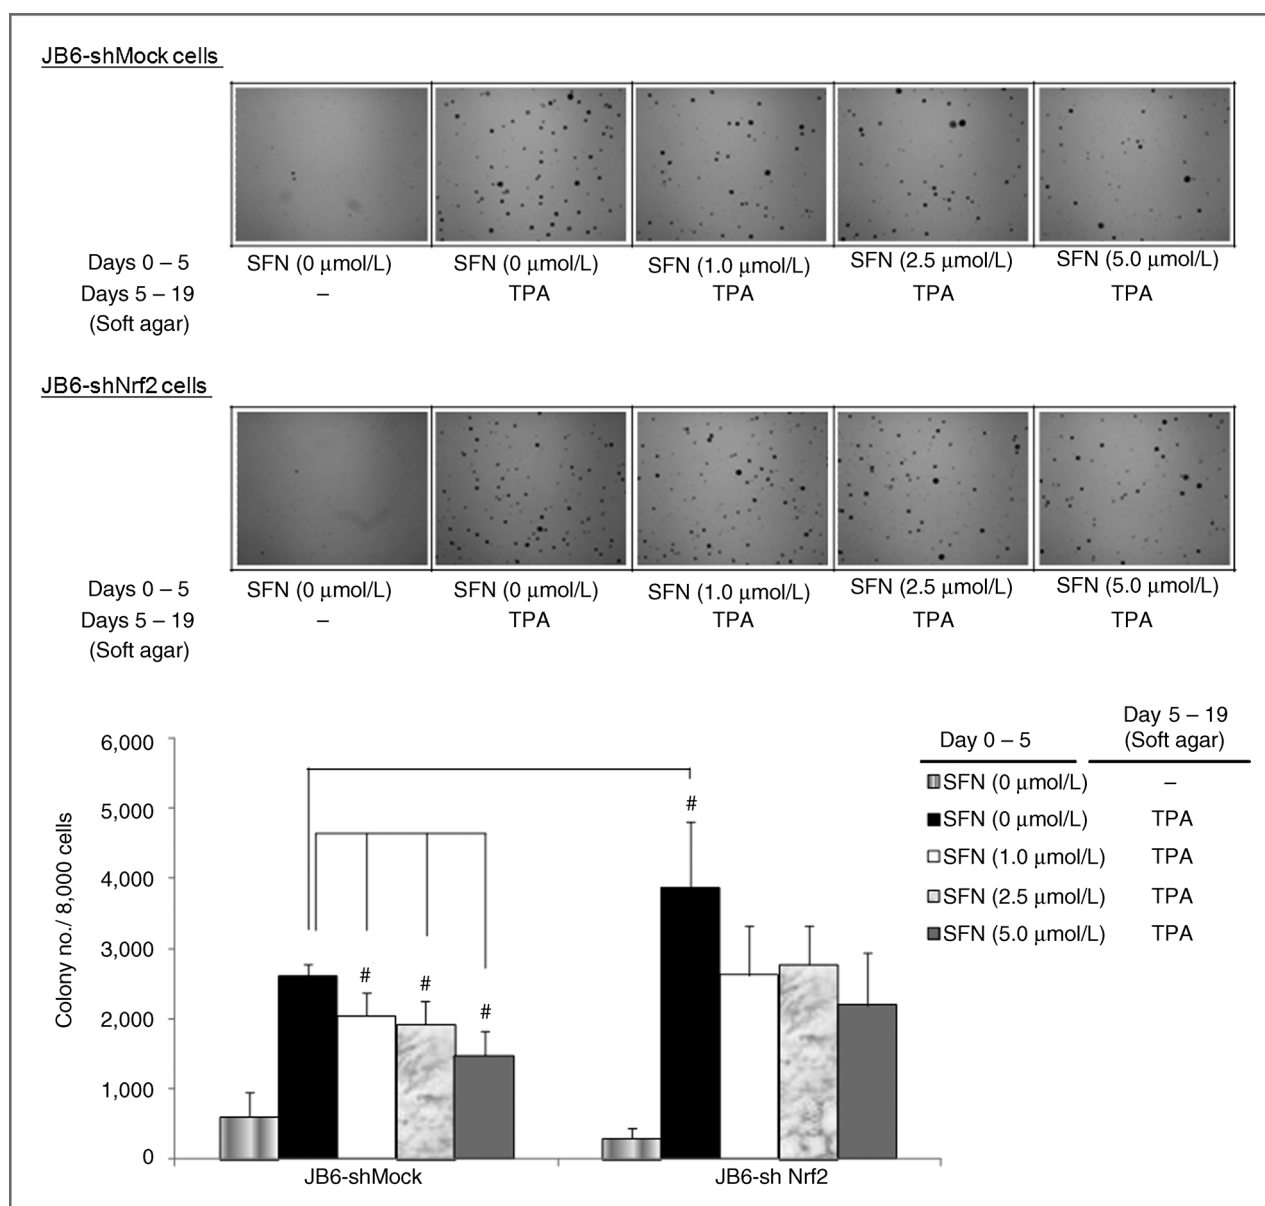 JB6-shMock cells
Days 0 – 5 SFN (0 μmol/L) SFN (0 μmol/L) SFN (1.0 μmol/L) SFN (2.5 μmol/L) SFN (5.0 μmol/L)
Days 5 – 19 – TPA TPA TPA TPA
(Soft agar)
JB6-shNrf2 cells
Days 0 – 5 SFN (0 μmol/L) SFN (0 μmol/L) SFN (1.0 μmol/L) SFN (2.5 μmol/L) SFN (5.0 μmol/L)
Days 5 – 19 – TPA TPA TPA TPA
(Soft agar)
Colony no./ 8,000 cells
6,000
5,000
4,000
3,000
2,000
1,000
0
# # # #
JB6-shMock JB6-sh Nrf2
Day 5 – 19
Day 0 – 5 (Soft agar)
SFN (0 μmol/L) –
SFN (0 μmol/L) TPA
SFN (1.0 μmol/L) TPA
SFN (2.5 μmol/L) TPA
SFN (5.0 μmol/L) TPA